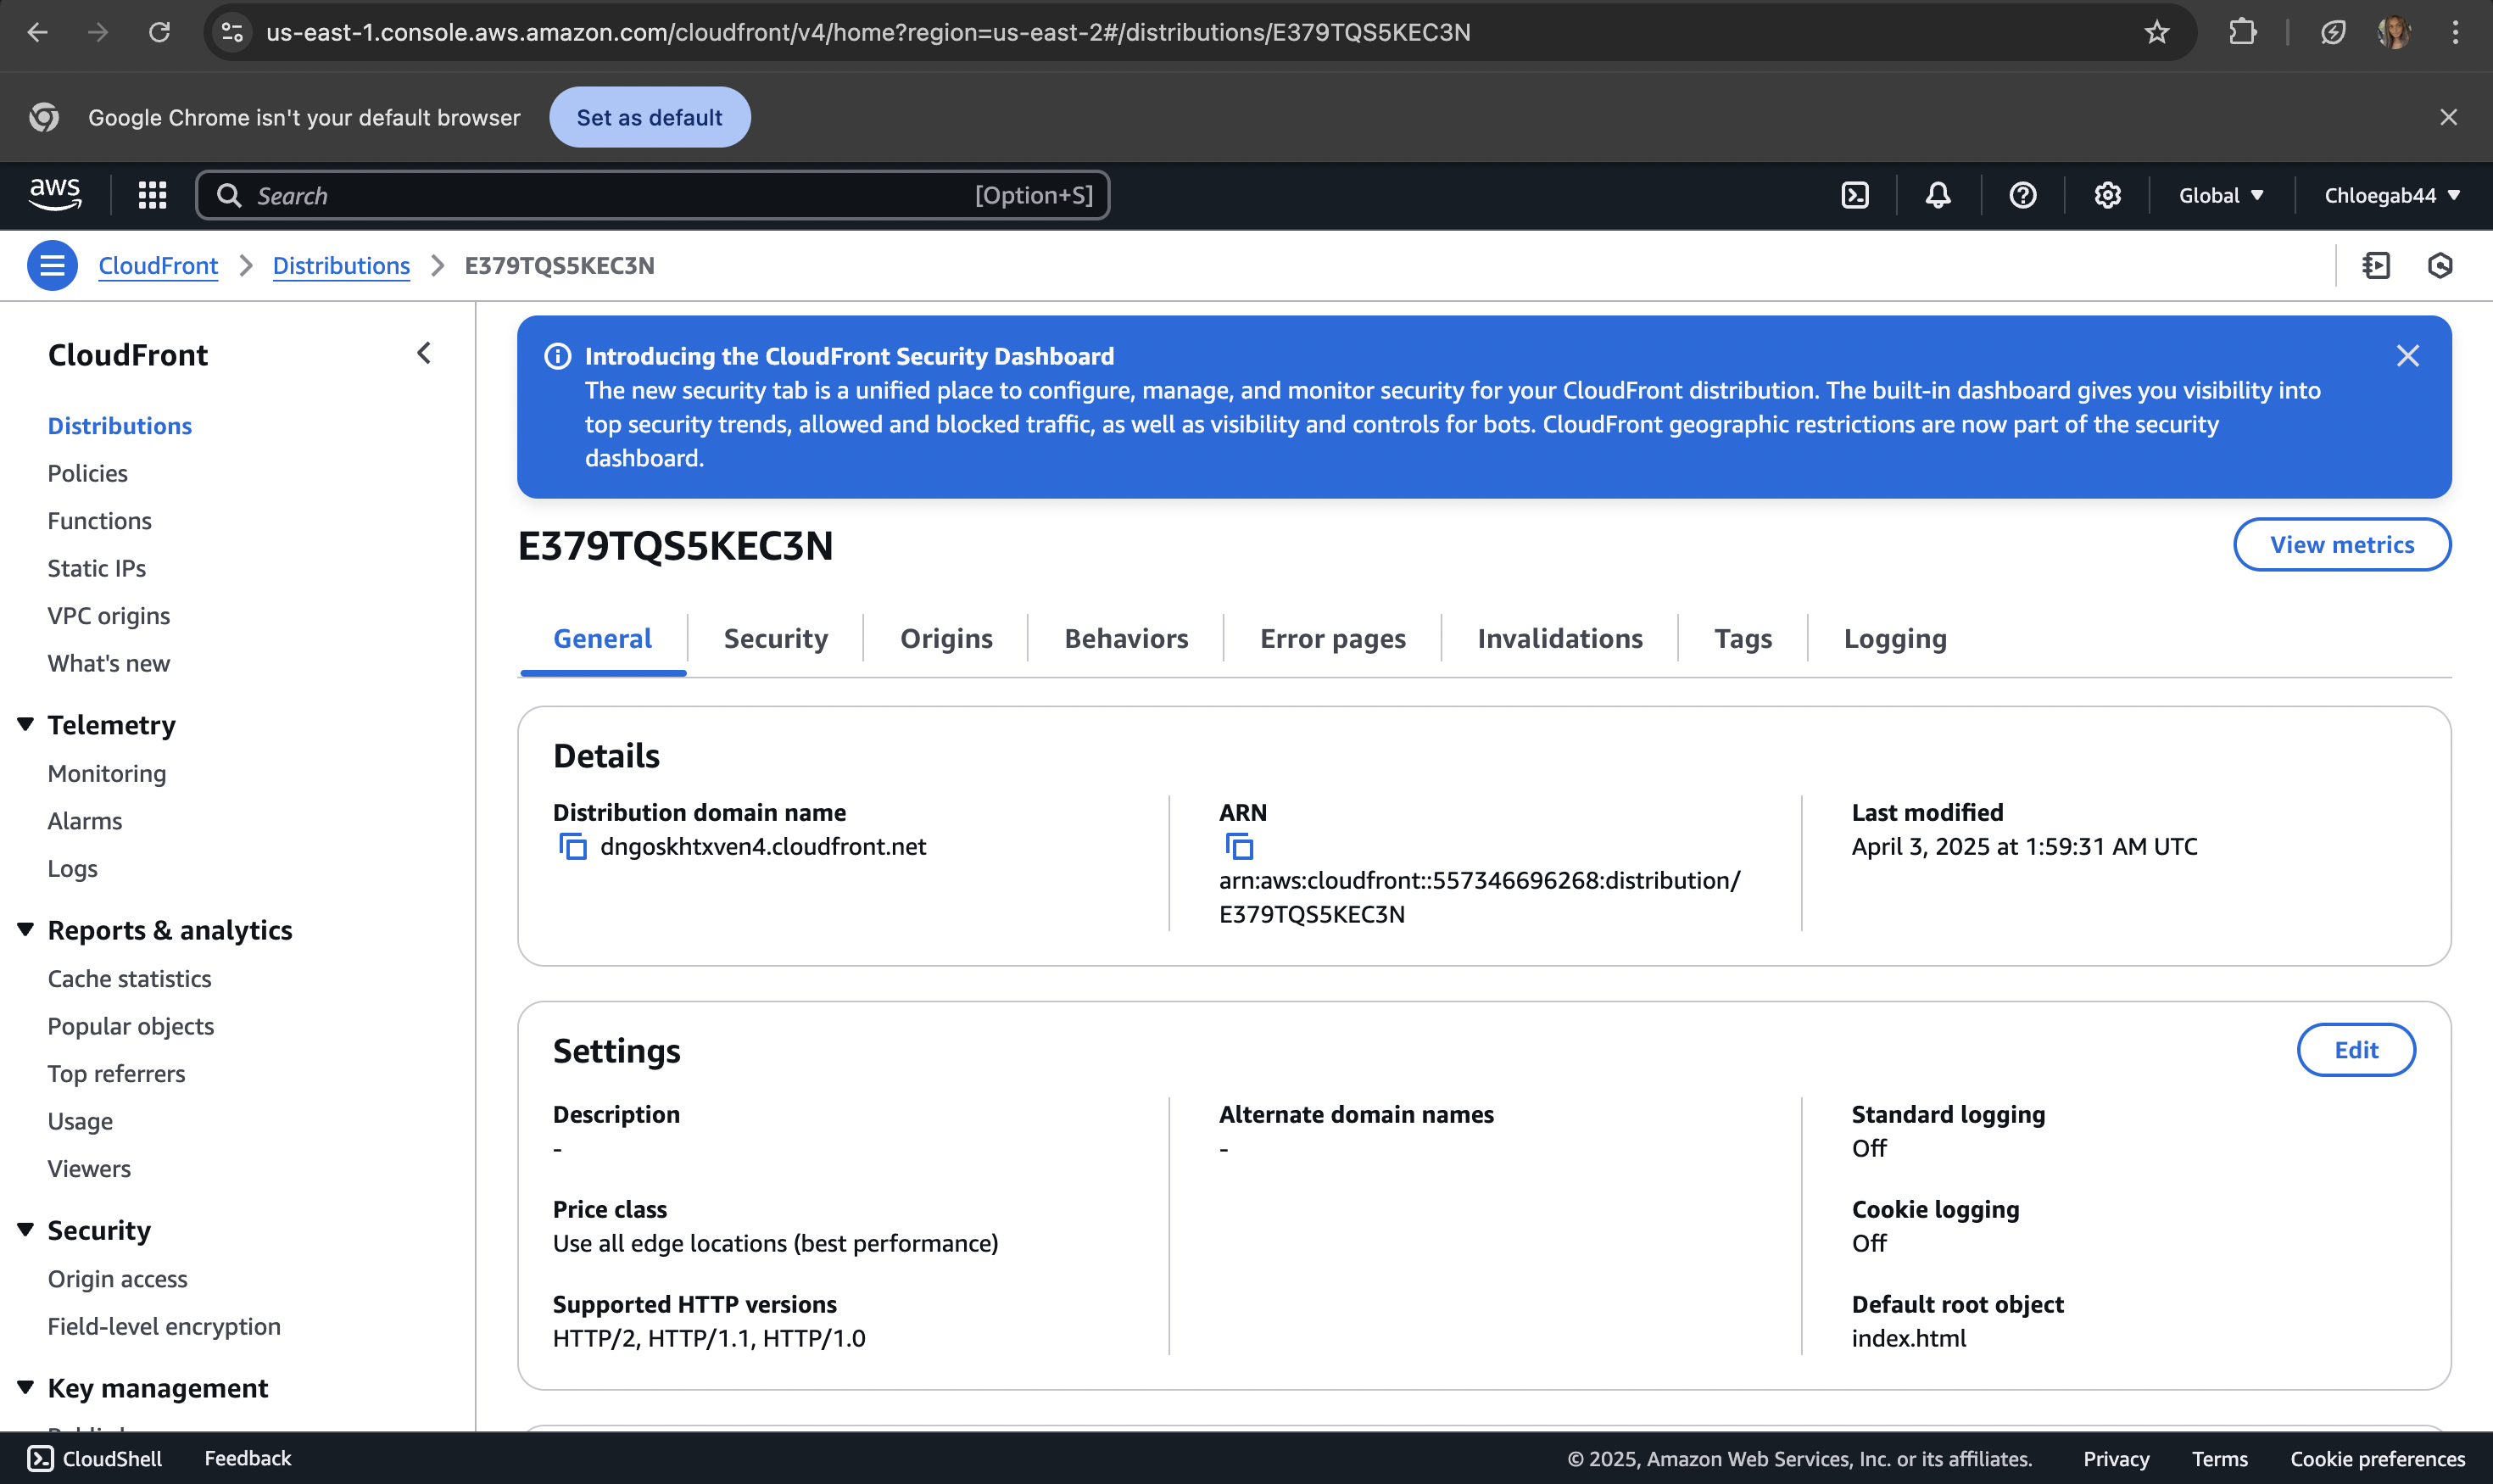 us-east-1.console.aws.amazon.com/cloudfront/v4/home?region=us-east-2#/distributions/E379TQS5KEC3N
Google Chrome isn't your default browser
Set as default
aws
Search
[Option+S]
Global
Chloegab44
CloudFront
Distributions
E379TQS5KEC3N
CloudFront
Distributions
Policies
Functions
Static IPs
VPC origins
What's new
Telemetry
Monitoring
Alarms
Logs
Reports & analytics
Cache statistics
Popular objects
Top referrers
Usage
Viewers
Security
Origin access
Field-level encryption
Key management
Introducing the CloudFront Security Dashboard
The new security tab is a unified place to configure, manage, and monitor security for your CloudFront distribution. The built-in dashboard gives you visibility into
top security trends, allowed and blocked traffic, as well as visibility and controls for bots. CloudFront geographic restrictions are now part of the security
dashboard.
E379TQS5KEC3N
View metrics
General
Security
Origins
Behaviors
Error pages
Invalidations
Tags
Logging
Details
Distribution domain name
dngoskhtxven4.cloudfront.net
ARN
arn:aws:cloudfront::557346696268:distribution/
E379TQS5KEC3N
Last modified
April 3, 2025 at 1:59:31 AM UTC
Settings
Edit
Description
-
Price class
Use all edge locations (best performance)
Supported HTTP versions
HTTP/2, HTTP/1.1, HTTP/1.0
Alternate domain names
-
Standard logging
Off
Cookie logging
Off
Default root object
index.html
CloudShell
Feedback
© 2025, Amazon Web Services, Inc. or its affiliates.
Privacy
Terms
Cookie preferences